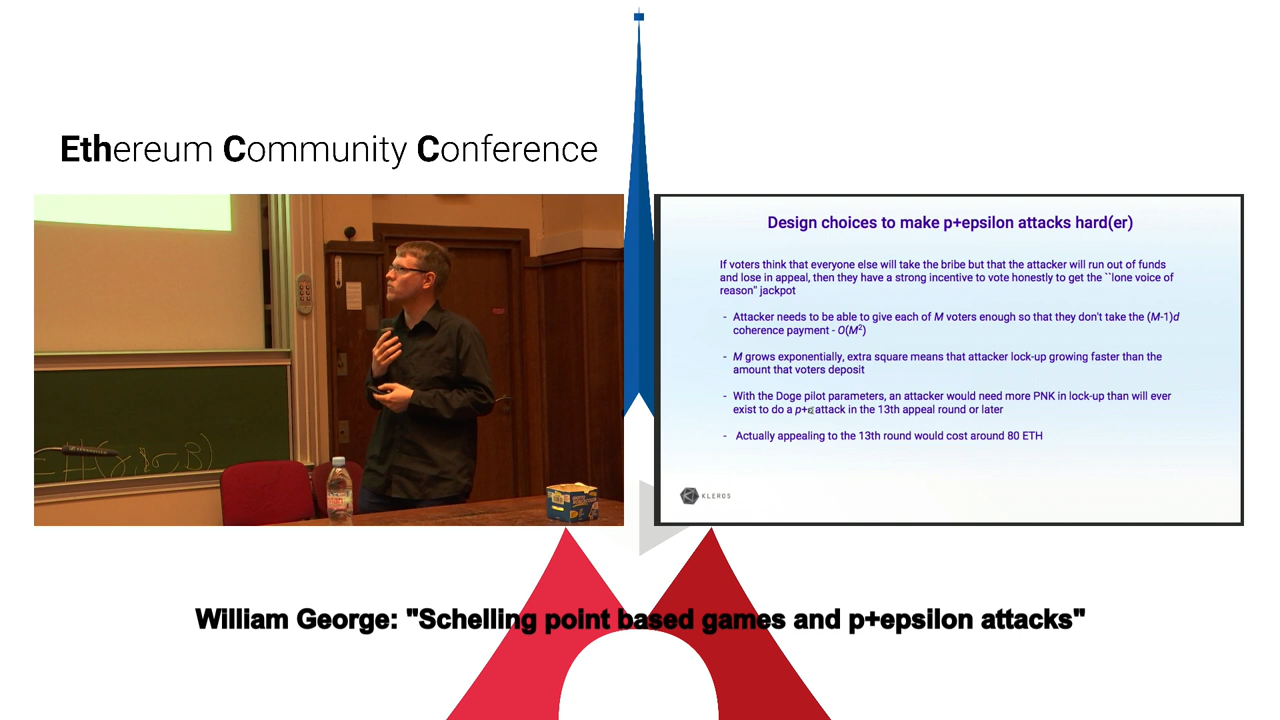 Ethereum Community Conference
Design choices to make p+epsilon attacks hard(er)
If voters think that everyone else will take the bribe but that the attacker will run out of funds
and lose in appeal, then they have a strong incentive to vote honestly to get the ``lone voice of
reason" jackpot
- Attacker needs to be able to give each of M voters enough so that they don't take the (M-1)d
coherence payment - O(M²)
- M grows exponentially, extra square means that attacker lock-up growing faster than the
amount that voters deposit
- With the Doge pilot parameters, an attacker would need more PNK in lock-up than will ever
exist to do a p+ε attack in the 13th appeal round or later
- Actually appealing to the 13th round would cost around 80 ETH
KLEROS
William George: "Schelling point based games and p+epsilon attacks"